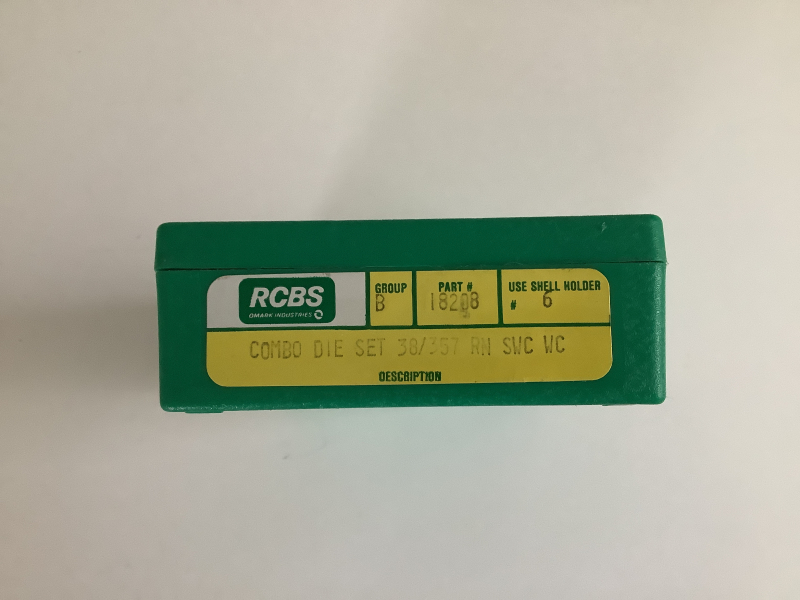 RCBS
OMARK INDUSTRIES
GROUP
B
PART #
18208
USE SHELL HOLDER
# 6
COMBO DIE SET 38/357 RN SWC WC
DESCRIPTION